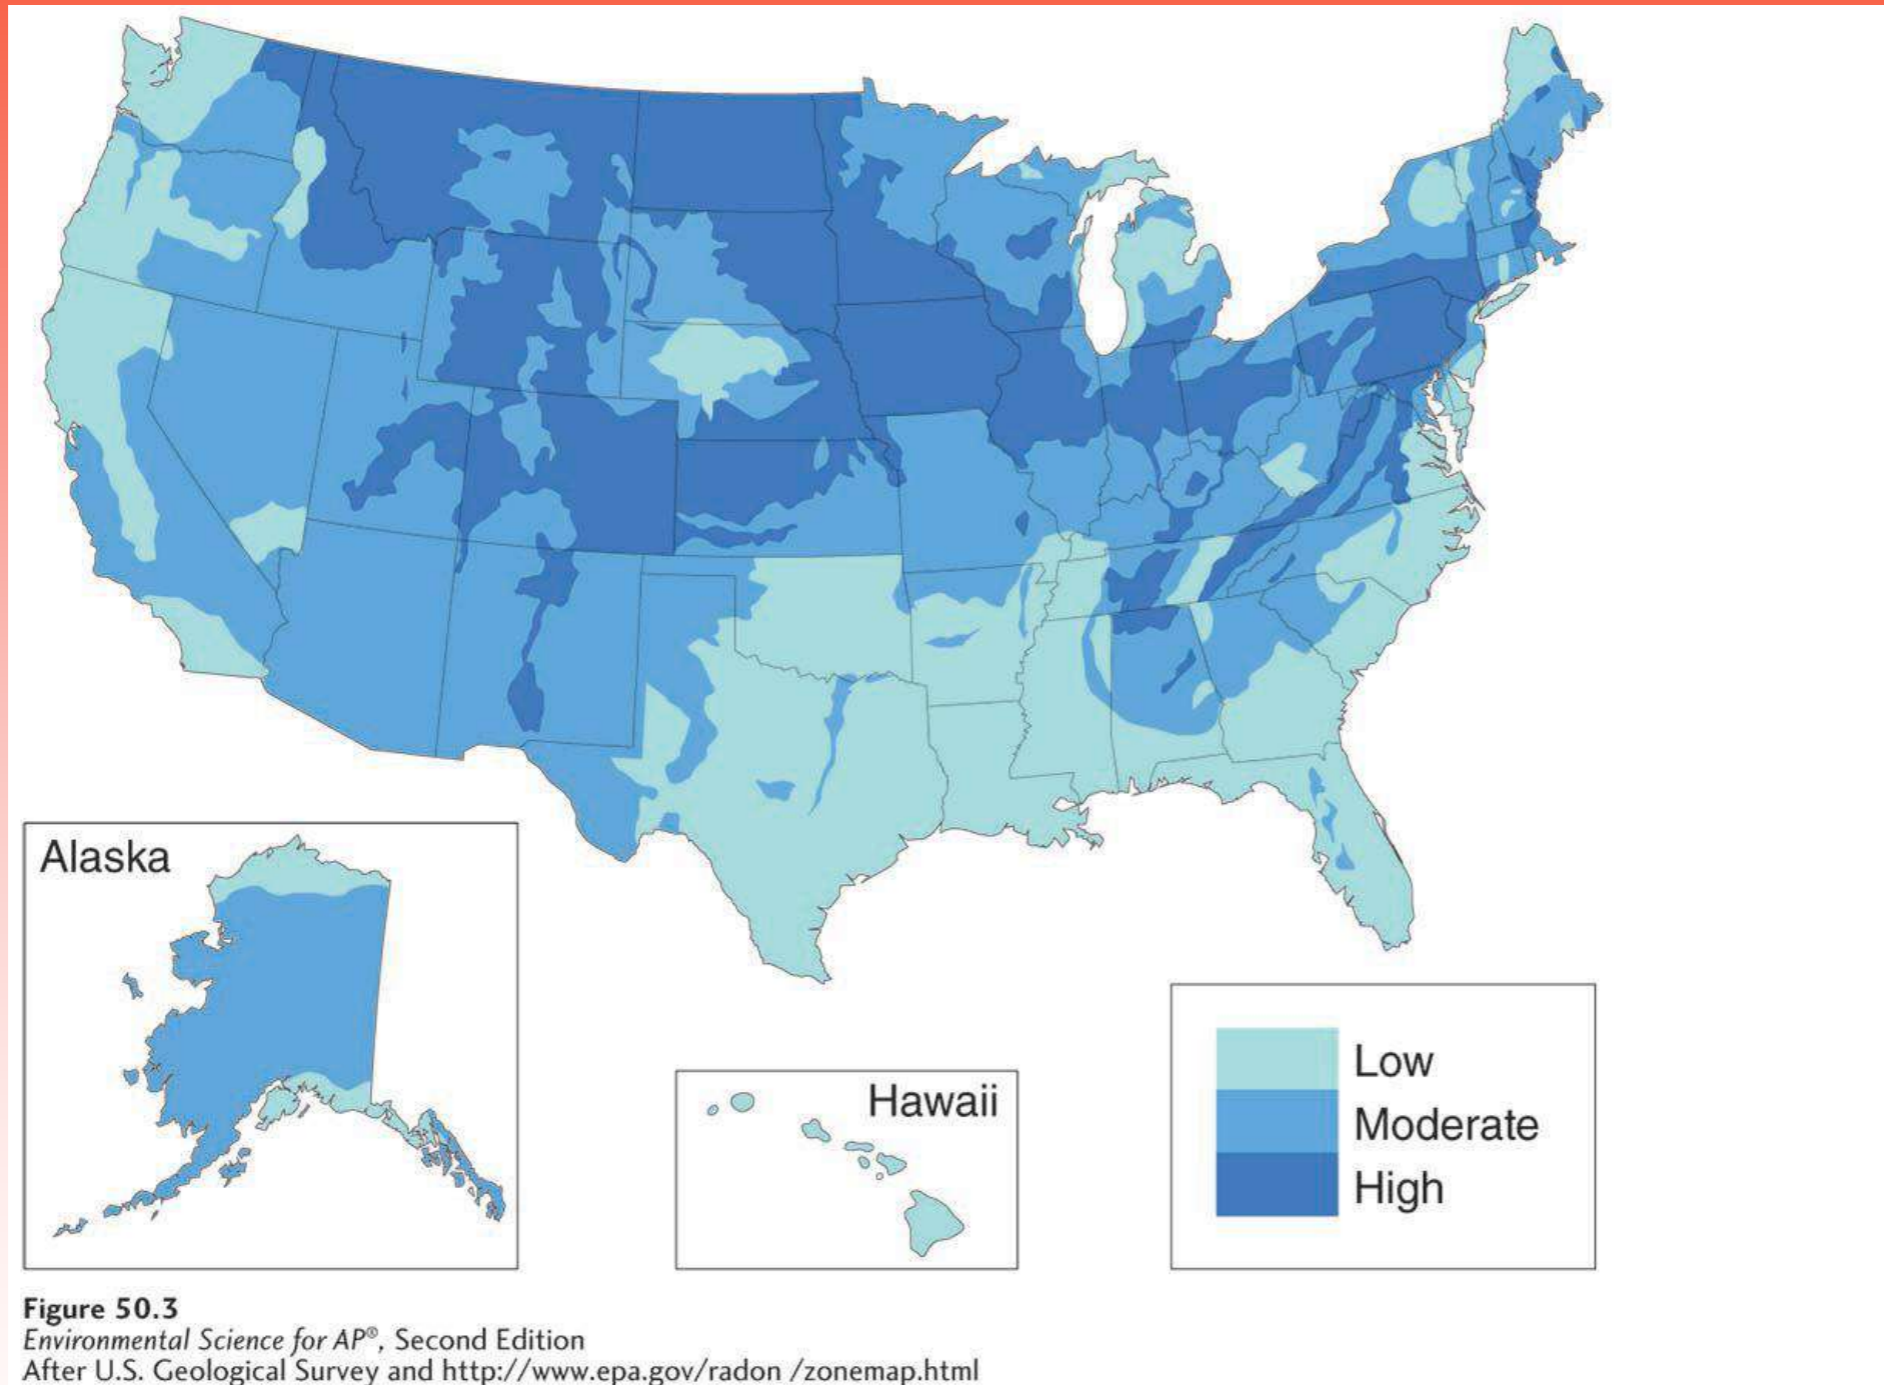 Alaska
Hawaii
Low
Moderate
High
Figure 50.3
Environmental Science for AP®, Second Edition
After U.S. Geological Survey and http://www.epa.gov/radon /zonemap.html